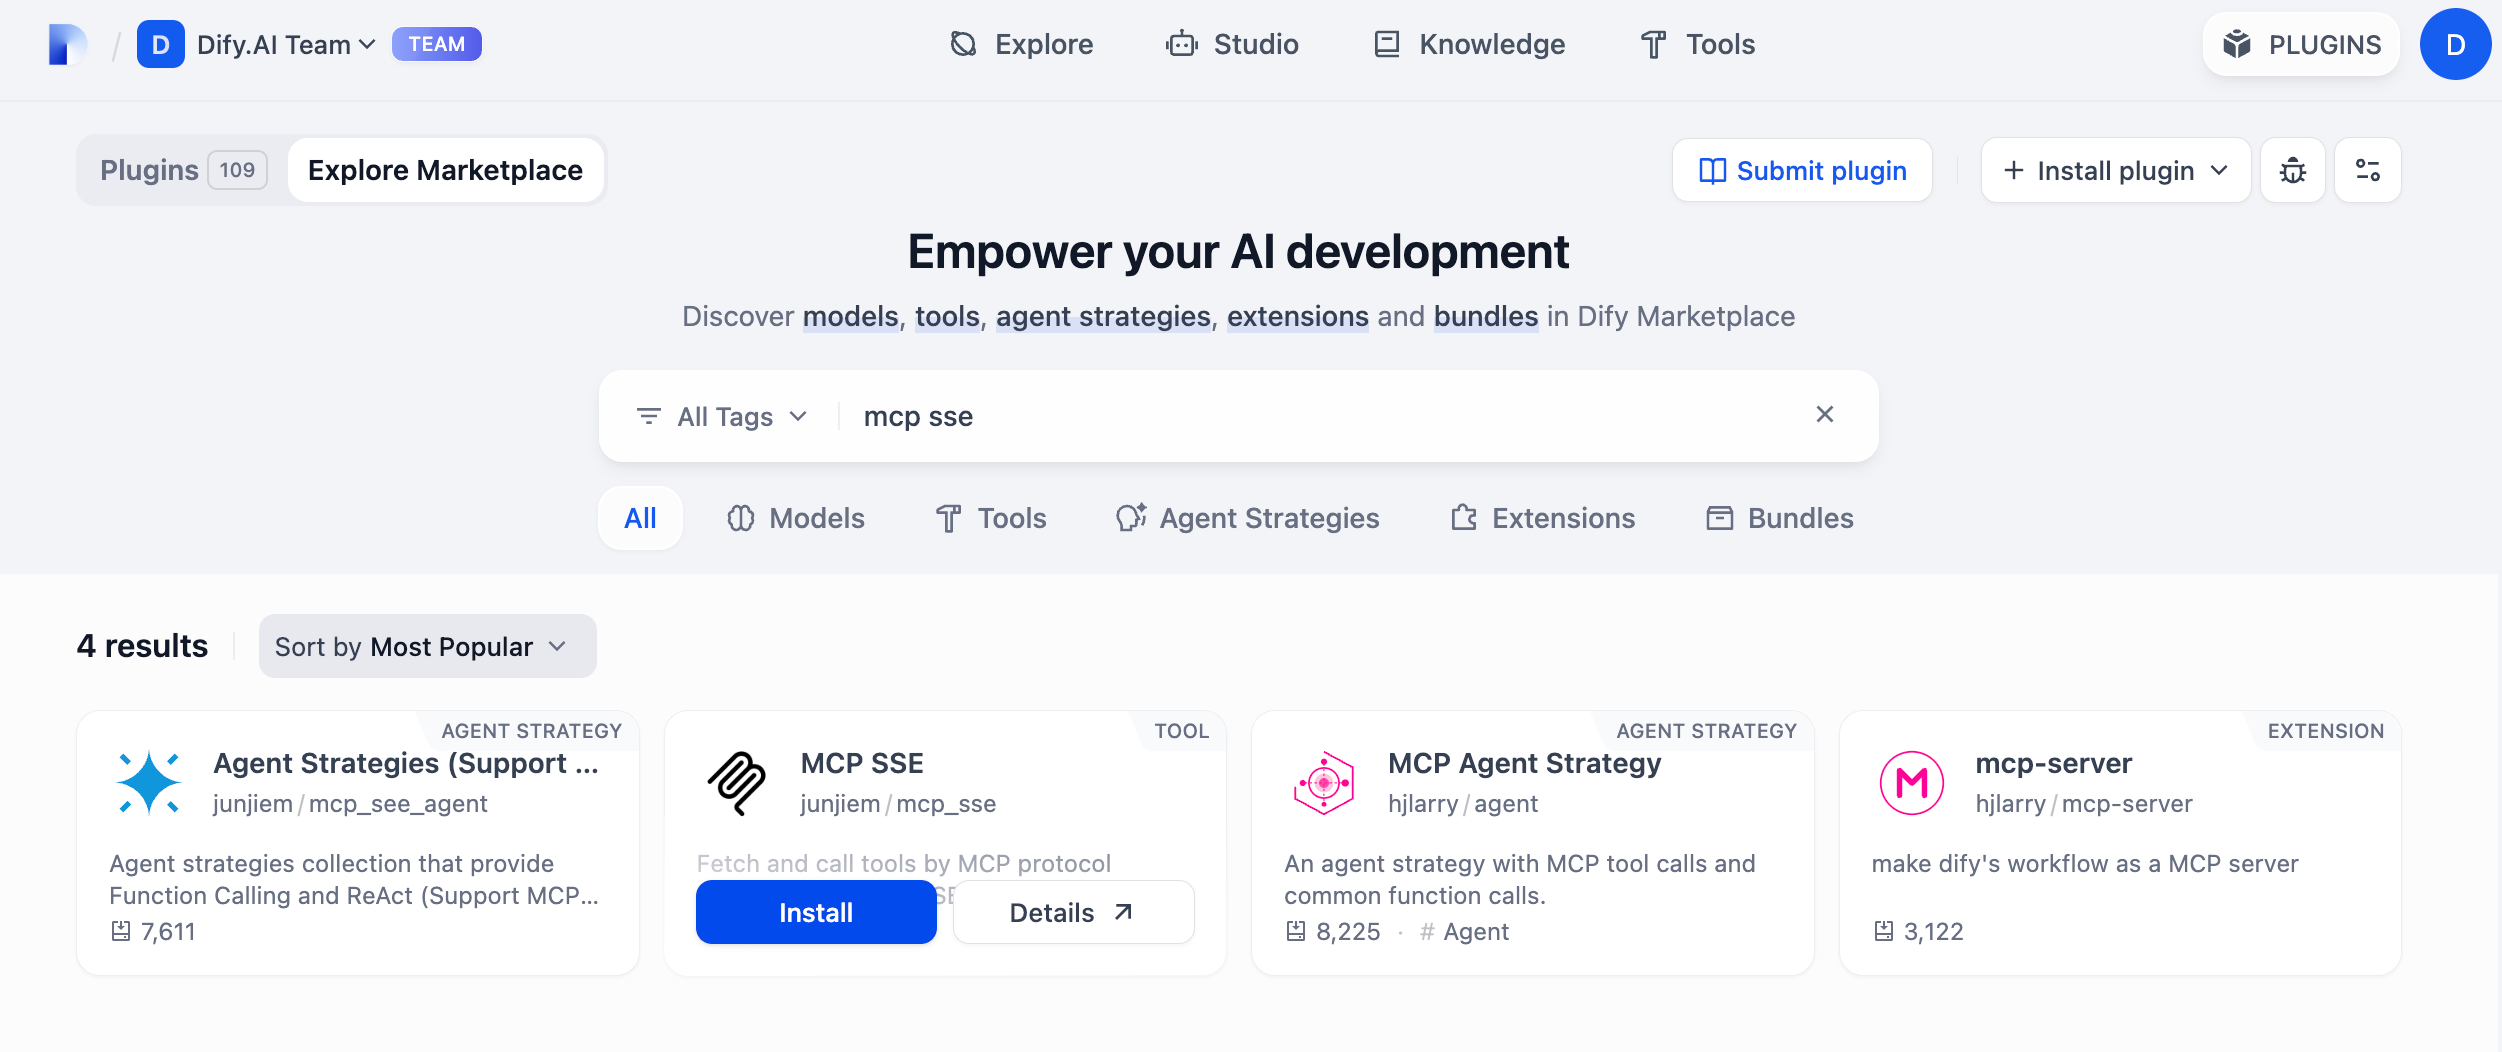 D Dify.AI Team TEAM Explore Studio Knowledge Tools PLUGINS D
Plugins 109 Explore Marketplace Submit plugin + Install plugin
Empower your AI development
Discover models, tools, agent strategies, extensions and bundles in Dify Marketplace
All Tags mcp sse
All Models Tools Agent Strategies Extensions Bundles
4 results Sort by Most Popular
AGENT STRATEGY
Agent Strategies (Support ...
junjiem / mcp_see_agent
Agent strategies collection that provide
Function Calling and ReAct (Support MCP...
7,611
TOOL
MCP SSE
junjiem / mcp_sse
Fetch and call tools by MCP protocol
Install Details
AGENT STRATEGY
MCP Agent Strategy
hjlarry / agent
An agent strategy with MCP tool calls and
common function calls.
8,225 · # Agent
EXTENSION
mcp-server
hjlarry / mcp-server
make dify's workflow as a MCP server
3,122